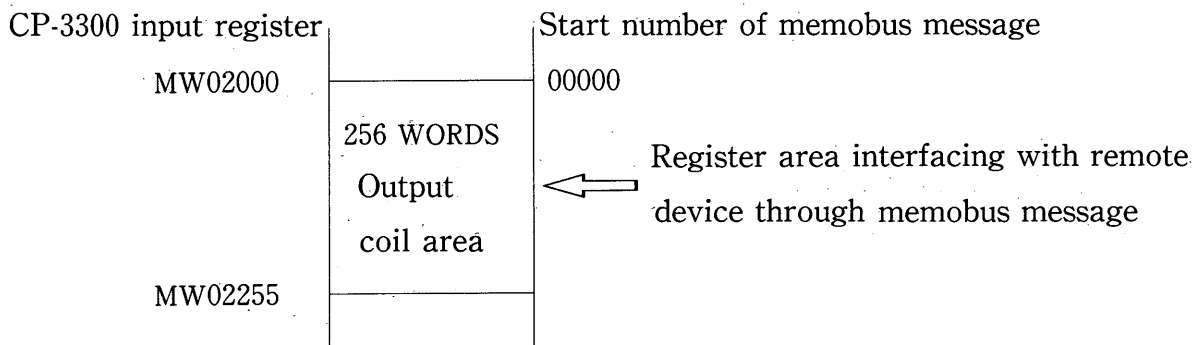 CP-3300 input register
Start number of memobus message
MW02000
00000
256 WORDS
Output
coil area
Register area interfacing with remote
device through memobus message
MW02255